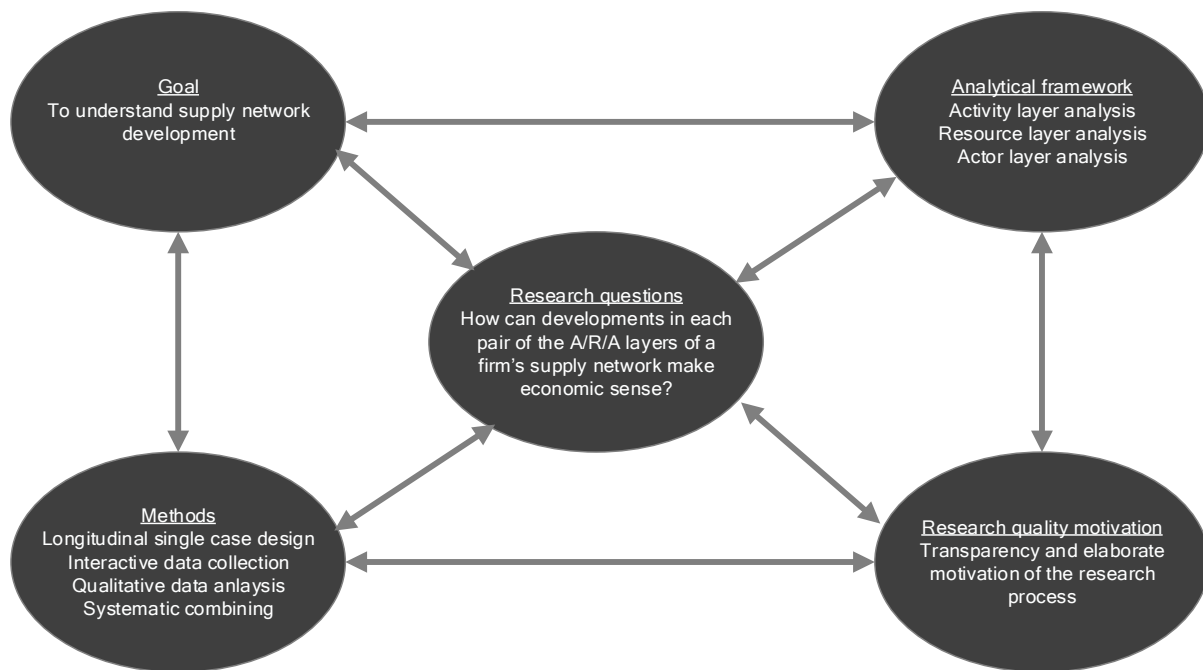 Goal
To understand supply network
development
Analytical framework
Activity layer analysis
Resource layer analysis
Actor layer analysis
Research questions
How can developments in each
pair of the A/R/A layers of a
firm's supply network make
economic sense?
Methods
Longitudinal single case design
Interactive data collection
Qualitative data anlaysis
Systematic combining
Research quality motivation
Transparency and elaborate
motivation of the research
process